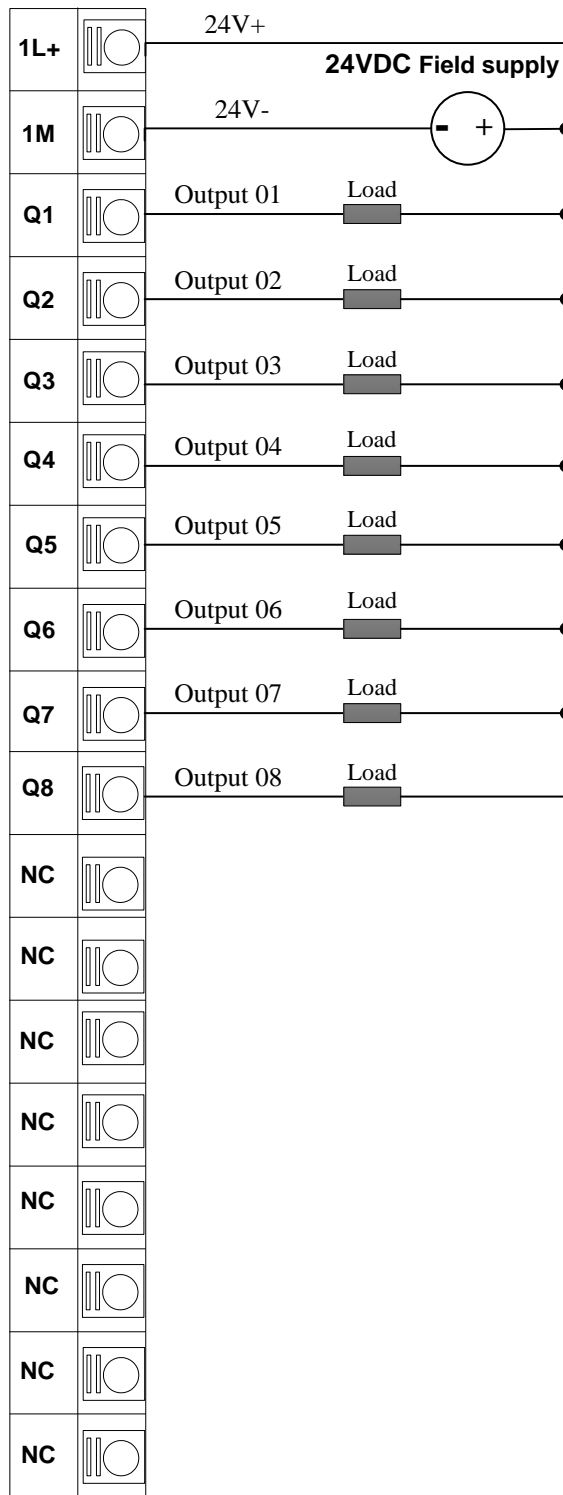 1L+ 24V+
24VDC Field supply
1M 24V- - +
Q1 Output 01 Load
Q2 Output 02 Load
Q3 Output 03 Load
Q4 Output 04 Load
Q5 Output 05 Load
Q6 Output 06 Load
Q7 Output 07 Load
Q8 Output 08 Load
NC
NC
NC
NC
NC
NC
NC
NC